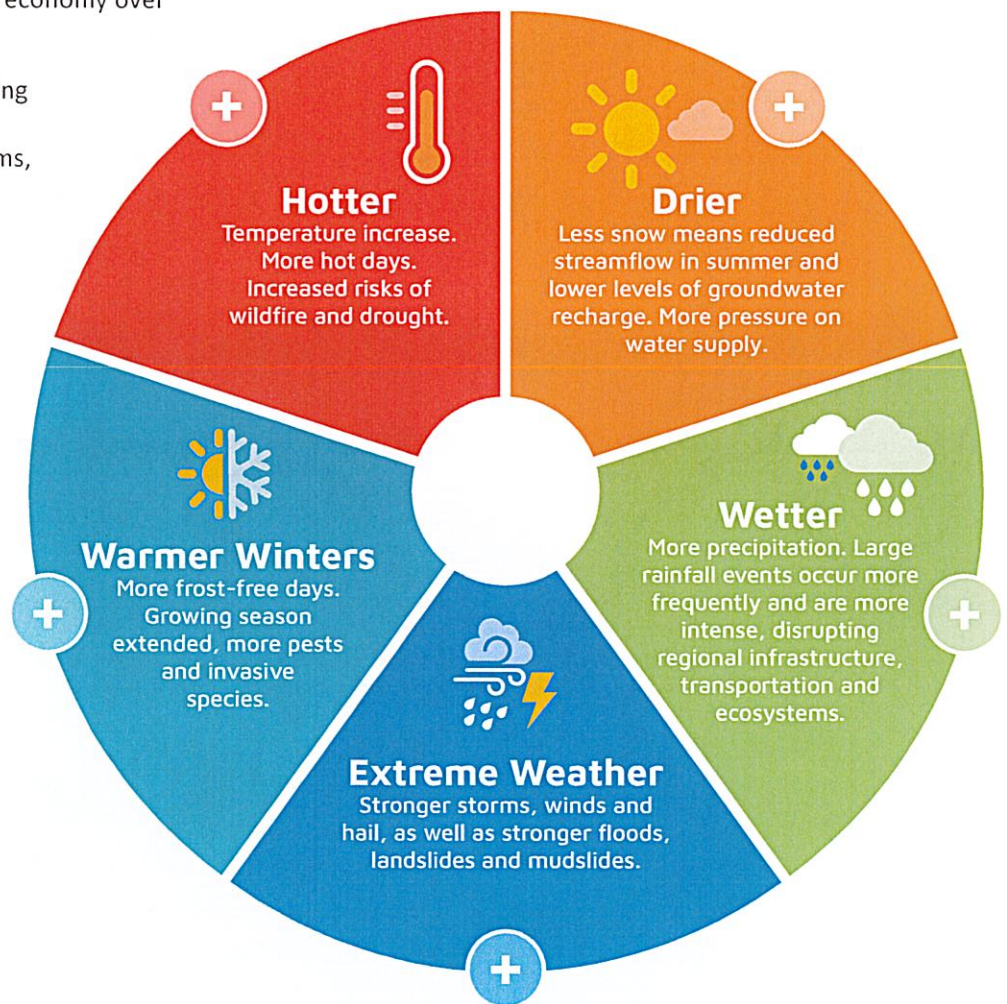 economy over
ng
ms,
+
Hotter
Temperature increase.
More hot days.
Increased risks of
wildfire and drought.
+
Drier
Less snow means reduced
streamflow in summer and
lower levels of groundwater
recharge. More pressure on
water supply.
Wetter
More precipitation. Large
rainfall events occur more
frequently and are more
intense, disrupting
regional infrastructure,
transportation and
ecosystems.
+
Extreme Weather
Stronger storms, winds and
hail, as well as stronger floods,
landslides and mudslides.
+
Warmer Winters
More frost-free days.
Growing season
extended, more pests
and invasive
species.
+